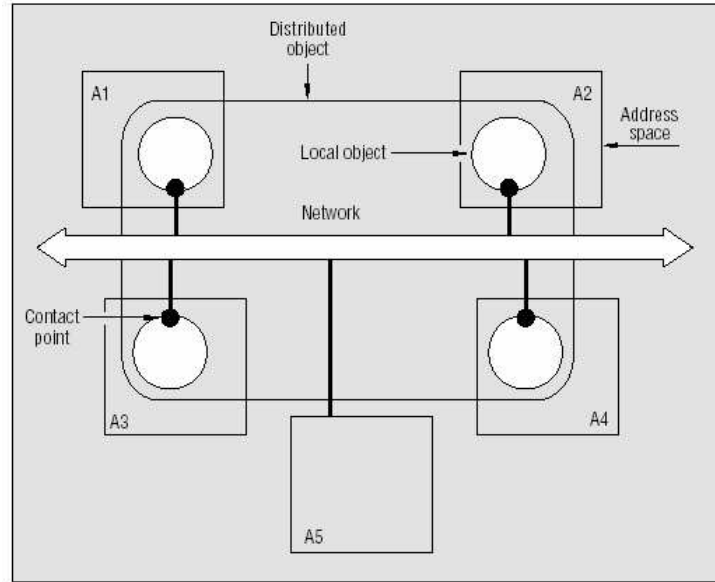 Distributed
object
A1
A2
Address
space
Local object
Network
Contact
point
A3
A4
A5